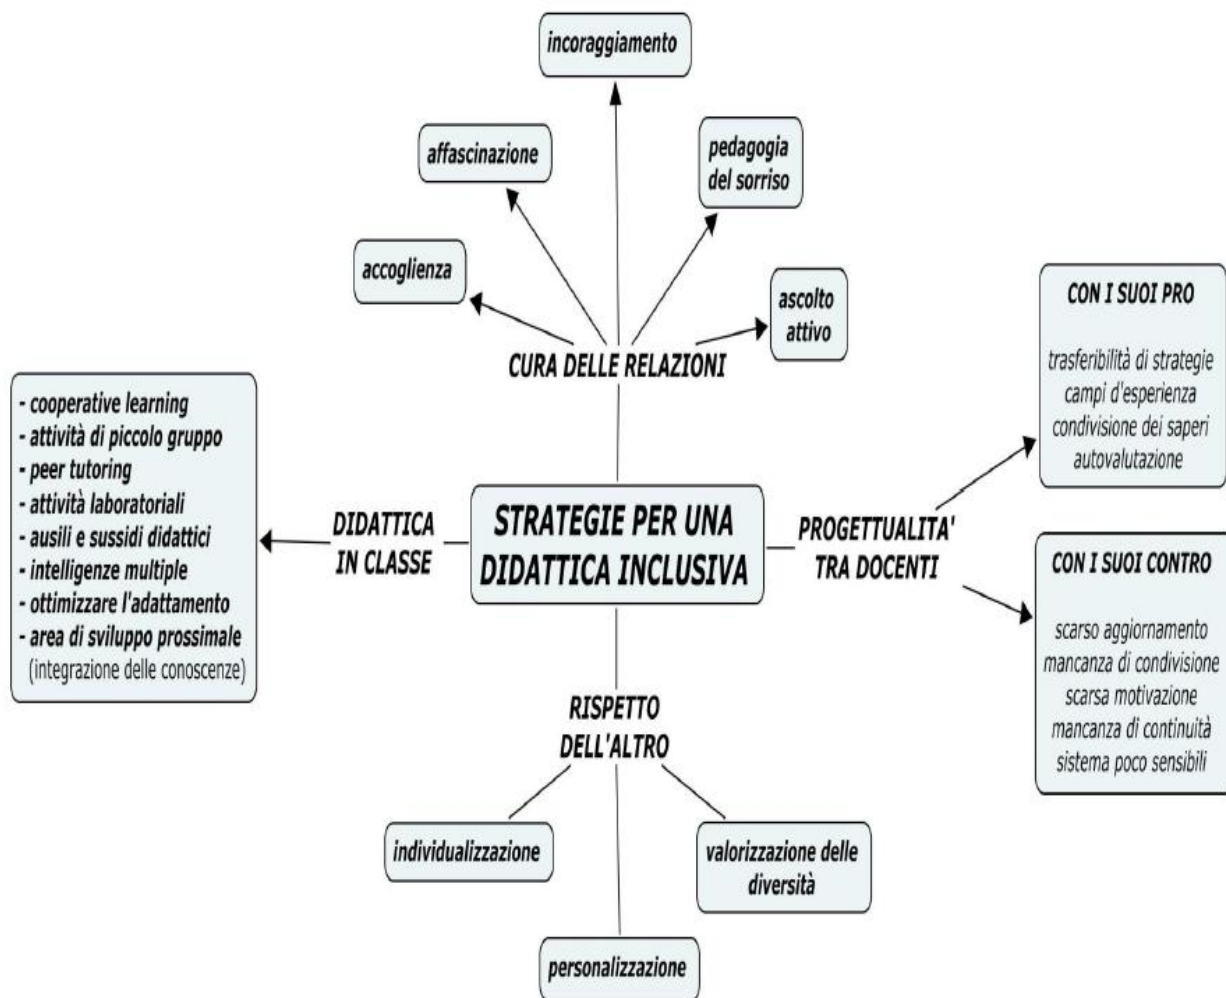 incoraggiamento
affascinazione
pedagogia
del sorriso
accoglienza
ascolto
attivo
CURA DELLE RELAZIONI
CON I SUOI PRO
trasferibilità di strategie
campi d'esperienza
condivisione dei saperi
autovalutazione
- cooperative learning
- attività di piccolo gruppo
- peer tutoring
- attività laboratoriali
- ausili e sussidi didattici
- intelligenze multiple
- ottimizzare l'adattamento
- area di sviluppo prossimale
(integrazione delle conoscenze)
DIDATTICA
IN CLASSE
STRATEGIE PER UNA
DIDATTICA INCLUSIVA
PROGETTUALITA'
TRA DOCENTI
CON I SUOI CONTRO
scarso aggiornamento
mancanza di condivisione
scarsa motivazione
mancanza di continuità
sistema poco sensibili
RISPETTO
DELL'ALTRO
individualizzazione
valorizzazione delle
diversità
personalizzazione